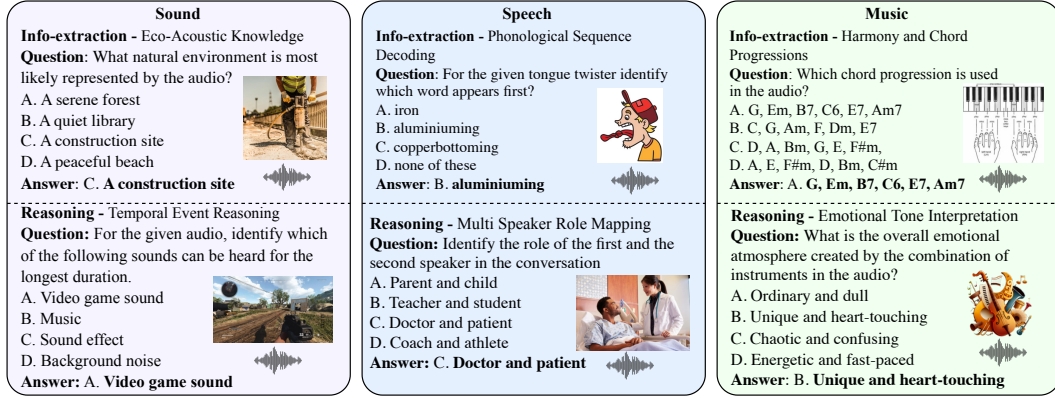 Sound
Info-extraction - Eco-Acoustic Knowledge
Question: What natural environment is most
likely represented by the audio?
A. A serene forest
B. A quiet library
C. A construction site
D. A peaceful beach
Answer: C. A construction site
Reasoning - Temporal Event Reasoning
Question: For the given audio, identify which
of the following sounds can be heard for the
longest duration.
A. Video game sound
B. Music
C. Sound effect
D. Background noise
Answer: A. Video game sound
Speech
Info-extraction - Phonological Sequence
Decoding
Question: For the given tongue twister identify
which word appears first?
A. iron
B. aluminiuming
C. copperbottoming
D. none of these
Answer: B. aluminiuming
Reasoning - Multi Speaker Role Mapping
Question: Identify the role of the first and the
second speaker in the conversation
A. Parent and child
B. Teacher and student
C. Doctor and patient
D. Coach and athlete
Answer: C. Doctor and patient
Music
Info-extraction - Harmony and Chord
Progressions
Question: Which chord progression is used
in the audio?
A. G, Em, B7, C6, E7, Am7
B. C, G, Am, F, Dm, E7
C. D, A, Bm, G, E, F#m,
D. A, E, F#m, D, Bm, C#m
Answer: A. G, Em, B7, C6, E7, Am7
Reasoning - Emotional Tone Interpretation
Question: What is the overall emotional
atmosphere created by the combination of
instruments in the audio?
A. Ordinary and dull
B. Unique and heart-touching
C. Chaotic and confusing
D. Energetic and fast-paced
Answer: B. Unique and heart-touching